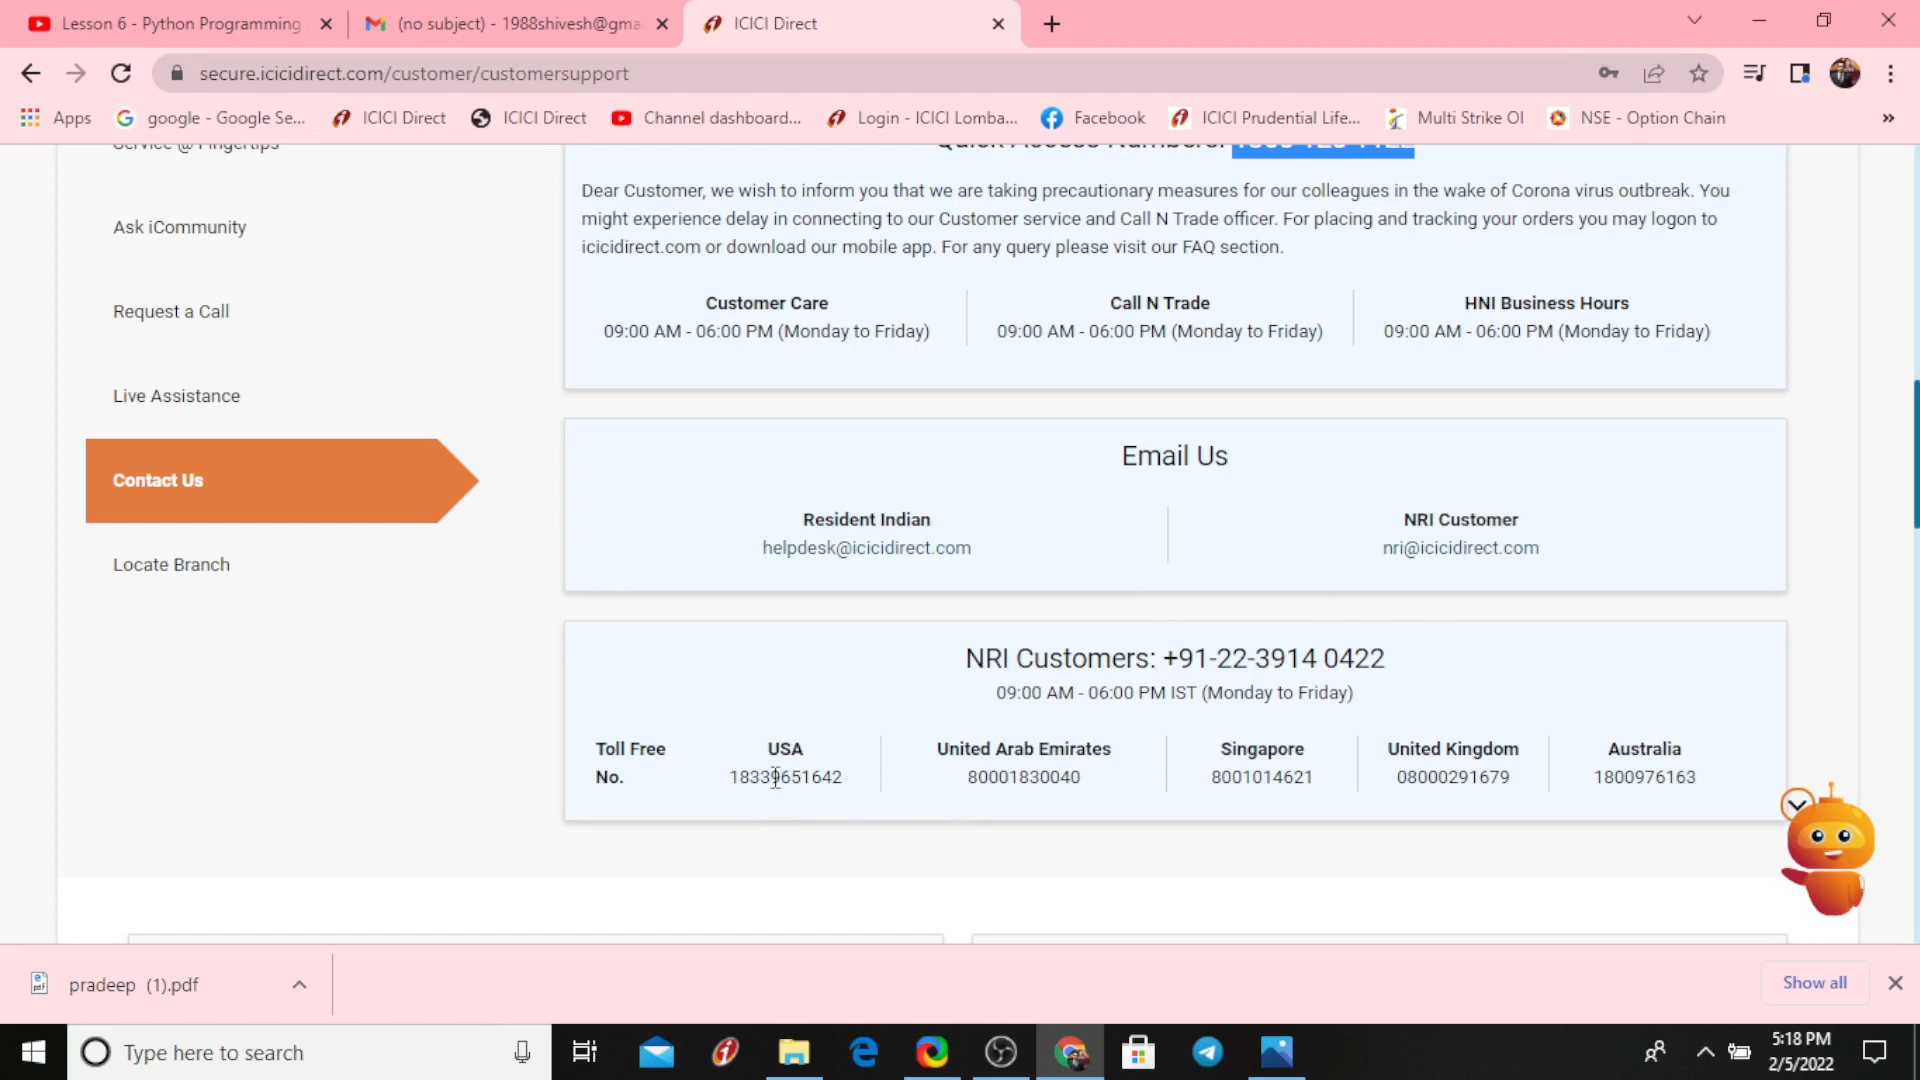 Lesson 6 - Python Programming
(no subject) - 1988shivesh@gma
ICICI Direct
secure.icicidirect.com/customer/customersupport
Apps
google - Google Se...
ICICI Direct
ICICI Direct
Channel dashboard...
Login - ICICI Lomba...
Facebook
ICICI Prudential Life...
Multi Strike OI
NSE - Option Chain
»
Service @ Fingertips
Ask iCommunity
Request a Call
Live Assistance
Contact Us
Locate Branch
Quick Access Numbers:
Dear Customer, we wish to inform you that we are taking precautionary measures for our colleagues in the wake of Corona virus outbreak. You
might experience delay in connecting to our Customer service and Call N Trade officer. For placing and tracking your orders you may logon to
icicidirect.com or download our mobile app. For any query please visit our FAQ section.
Customer Care
09:00 AM - 06:00 PM (Monday to Friday)
Call N Trade
09:00 AM - 06:00 PM (Monday to Friday)
HNI Business Hours
09:00 AM - 06:00 PM (Monday to Friday)
Email Us
Resident Indian
helpdesk@icicidirect.com
NRI Customer
nri@icicidirect.com
NRI Customers: +91-22-3914 0422
09:00 AM - 06:00 PM IST (Monday to Friday)
Toll Free
No.
USA
18339651642
United Arab Emirates
80001830040
Singapore
8001014621
United Kingdom
08000291679
Australia
1800976163
pradeep (1).pdf
Show all
Type here to search
5:18 PM
2/5/2022